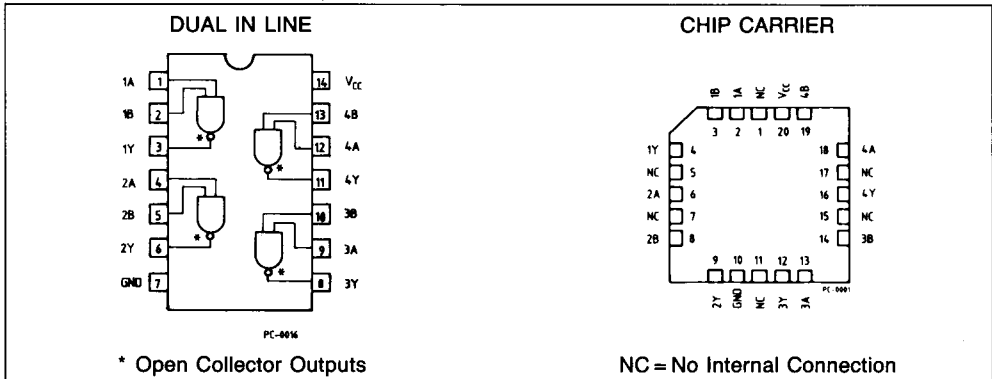 DUAL IN LINE
1A 1
1B 2
1Y 3
2A 4
2B 5
2Y 6
GND 7
14 VCC
13 4B
12 4A
11 4Y
10 3B
9 3A
8 3Y
*
*
*
*
PC-0016
* Open Collector Outputs
CHIP CARRIER
1B 1A NC VCC 4B
3 2 1 20 19
1Y 4
NC 5
2A 6
NC 7
2B 8
18 4A
17 NC
16 4Y
15 NC
14 3B
9 10 11 12 13
2Y GND NC 3Y 3A
PC-0001
NC = No Internal Connection